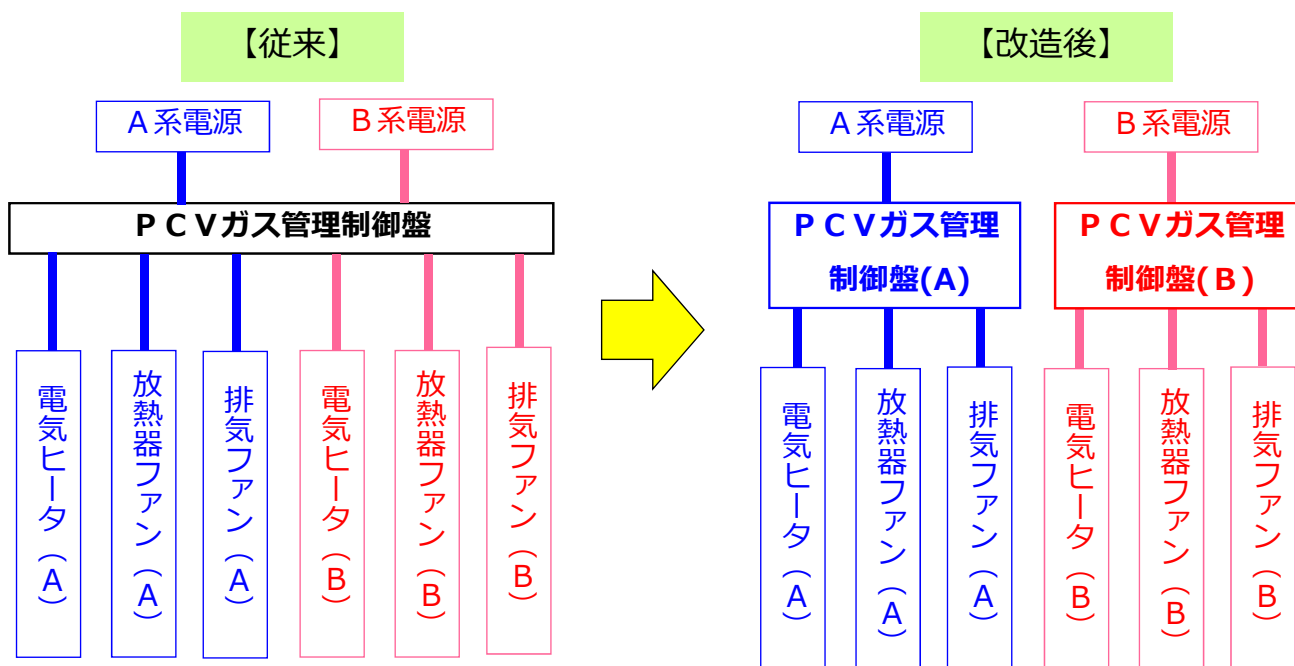 【従来】
A系電源
B系電源
PCVガス管理制御盤
電気ヒータ(A)
放熱器ファン(A)
排気ファン(A)
電気ヒータ(B)
放熱器ファン(B)
排気ファン(B)
【改造後】
A系電源
B系電源
PCVガス管理
制御盤(A)
PCVガス管理
制御盤(B)
電気ヒータ(A)
放熱器ファン(A)
排気ファン(A)
電気ヒータ(B)
放熱器ファン(B)
排気ファン(B)